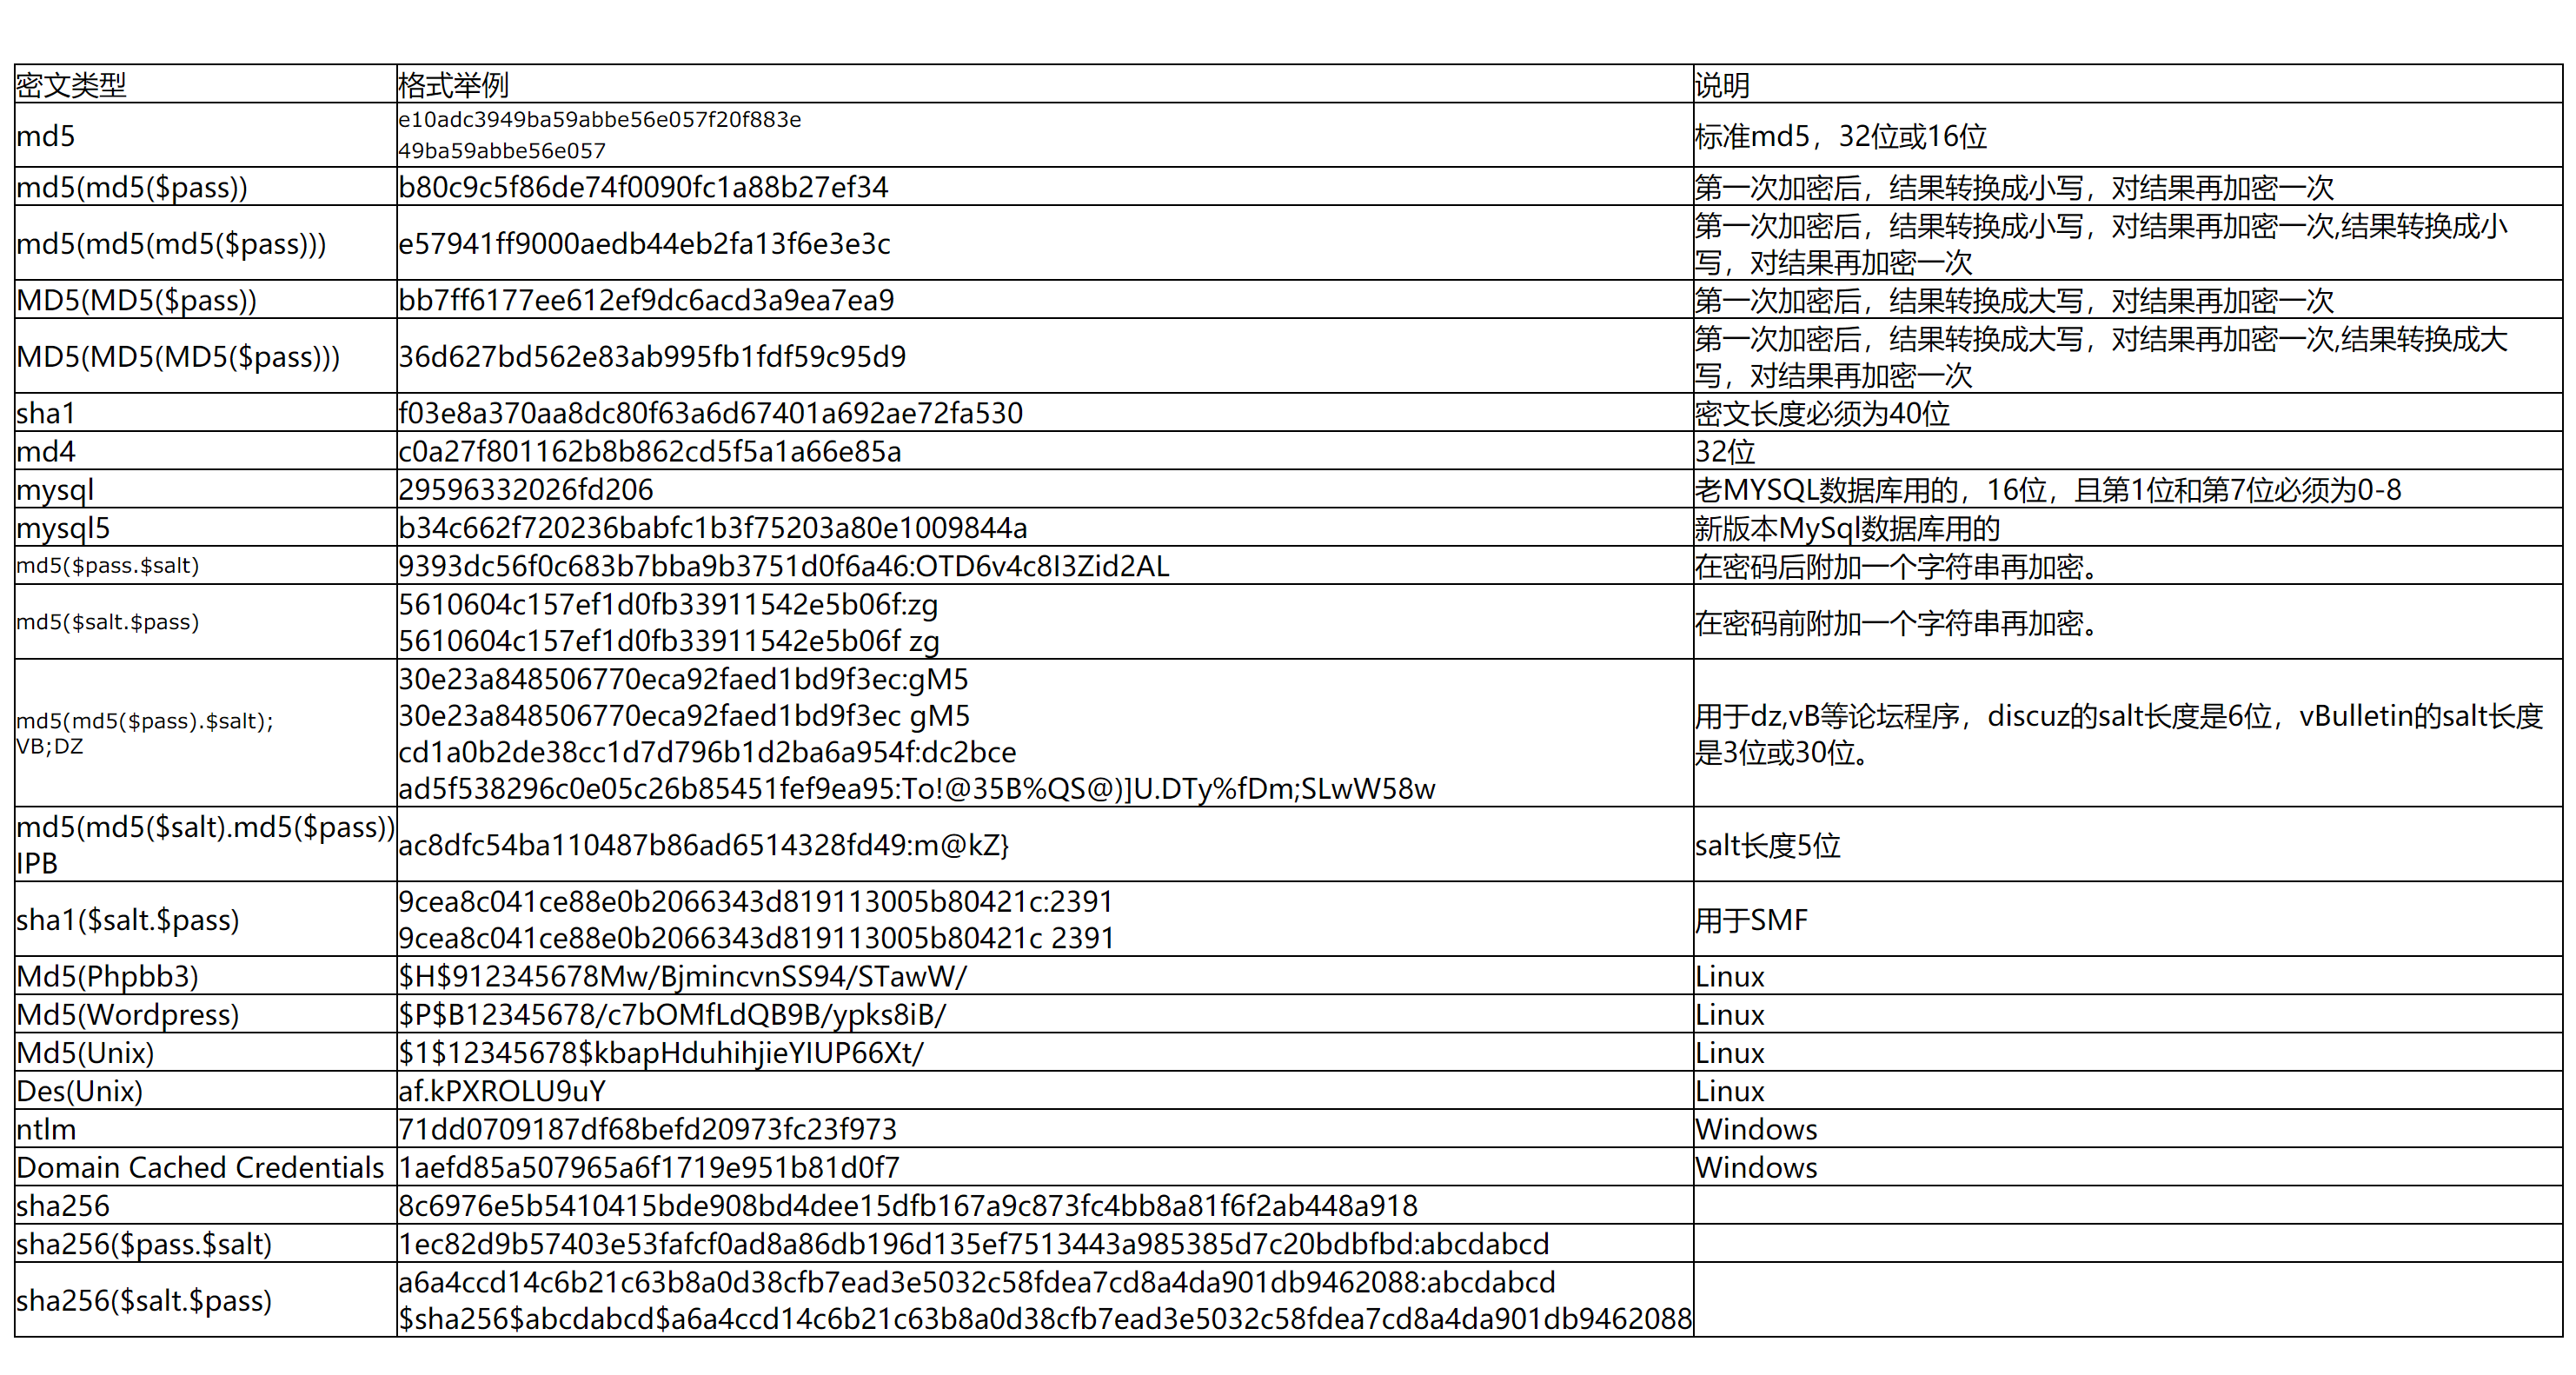 密文类型 格式举例 说明
md5 e10adc3949ba59abbe56e057f20f883e 标准md5，32位或16位
49ba59abbe56e057
md5(md5($pass)) b80c9c5f86de74f0090fc1a88b27ef34 第一次加密后，结果转换成小写，对结果再加密一次
md5(md5(md5($pass))) e57941ff9000aedb44eb2fa13f6e3e3c 第一次加密后，结果转换成小写，对结果再加密一次,结果转换成小
写，对结果再加密一次
MD5(MD5($pass)) bb7ff6177ee612ef9dc6acd3a9ea7ea9 第一次加密后，结果转换成大写，对结果再加密一次
MD5(MD5(MD5($pass))) 36d627bd562e83ab995fb1fdf59c95d9 第一次加密后，结果转换成大写，对结果再加密一次,结果转换成大
写，对结果再加密一次
sha1 f03e8a370aa8dc80f63a6d67401a692ae72fa530 密文长度必须为40位
md4 c0a27f801162b8b862cd5f5a1a66e85a 32位
mysql 29596332026fd206 老MYSQL数据库用的，16位，且第1位和第7位必须为0-8
mysql5 b34c662f720236babfc1b3f75203a80e1009844a 新版本MySql数据库用的
md5($pass.$salt) 9393dc56f0c683b7bba9b3751d0f6a46:OTD6v4c8I3Zid2AL 在密码后附加一个字符串再加密。
md5($salt.$pass) 5610604c157ef1d0fb33911542e5b06f:zg 在密码前附加一个字符串再加密。
5610604c157ef1d0fb33911542e5b06f zg
md5(md5($pass).$salt); 30e23a848506770eca92faed1bd9f3ec:gM5 用于dz,vB等论坛程序，discuz的salt长度是6位，vBulletin的salt长度
VB;DZ 30e23a848506770eca92faed1bd9f3ec gM5 是3位或30位。
cd1a0b2de38cc1d7d796b1d2ba6a954f:dc2bce
ad5f538296c0e05c26b85451fef9ea95:To!@35B%QS@)]U.DTy%fDm;SLwW58w
md5(md5($salt).md5($pass)) ac8dfc54ba110487b86ad6514328fd49:m@kZ} salt长度5位
IPB
sha1($salt.$pass) 9cea8c041ce88e0b2066343d819113005b80421c:2391 用于SMF
9cea8c041ce88e0b2066343d819113005b80421c 2391
Md5(Phpbb3) $H$912345678Mw/BjmincvnSS94/STawW/ Linux
Md5(Wordpress) $P$B12345678/c7bOMfLdQB9B/ypks8iB/ Linux
Md5(Unix) $1$12345678$kbapHduhihjieYIUP66Xt/ Linux
Des(Unix) af.kPXROLU9uY Linux
ntlm 71dd0709187df68befd20973fc23f973 Windows
Domain Cached Credentials 1aefd85a507965a6f1719e951b81d0f7 Windows
sha256 8c6976e5b5410415bde908bd4dee15dfb167a9c873fc4bb8a81f6f2ab448a918
sha256($pass.$salt) 1ec82d9b57403e53fafcf0ad8a86db196d135ef7513443a985385d7c20bdbfbd:abcdabcd
sha256($salt.$pass) a6a4ccd14c6b21c63b8a0d38cfb7ead3e5032c58fdea7cd8a4da901db9462088:abcdabcd
$sha256$abcdabcd$a6a4ccd14c6b21c63b8a0d38cfb7ead3e5032c58fdea7cd8a4da901db9462088